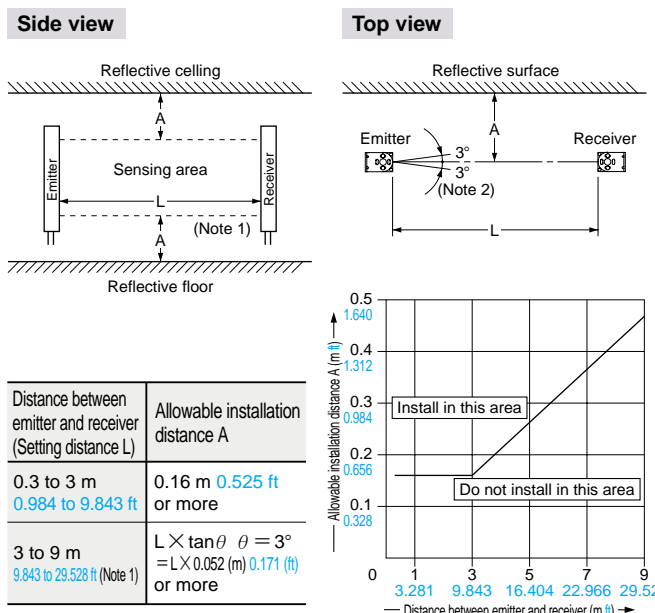 Side view
Reflective celling
A
Emitter
Sensing area
Receiver
L
(Note 1)
A
Reflective floor
Top view
Reflective surface
A
Emitter
Receiver
3°
3°
(Note 2)
L
Distance between
emitter and receiver
(Setting distance L)
Allowable installation
distance A
0.3 to 3 m
0.984 to 9.843 ft
0.16 m 0.525 ft
or more
3 to 9 m
9.843 to 29.528 ft (Note 1)
L × tanθ θ = 3°
= L × 0.052 (m) 0.171 (ft)
or more
Allowable installation distance A (m ft)
0.5
1.640
0.4
1.312
0.3
0.984
0.2
0.656
0.1
0.328
Install in this area
Do not install in this area
0 1 3 5 7 9
3.281 9.843 16.404 22.966 29.52
Distance between emitter and receiver (m ft)